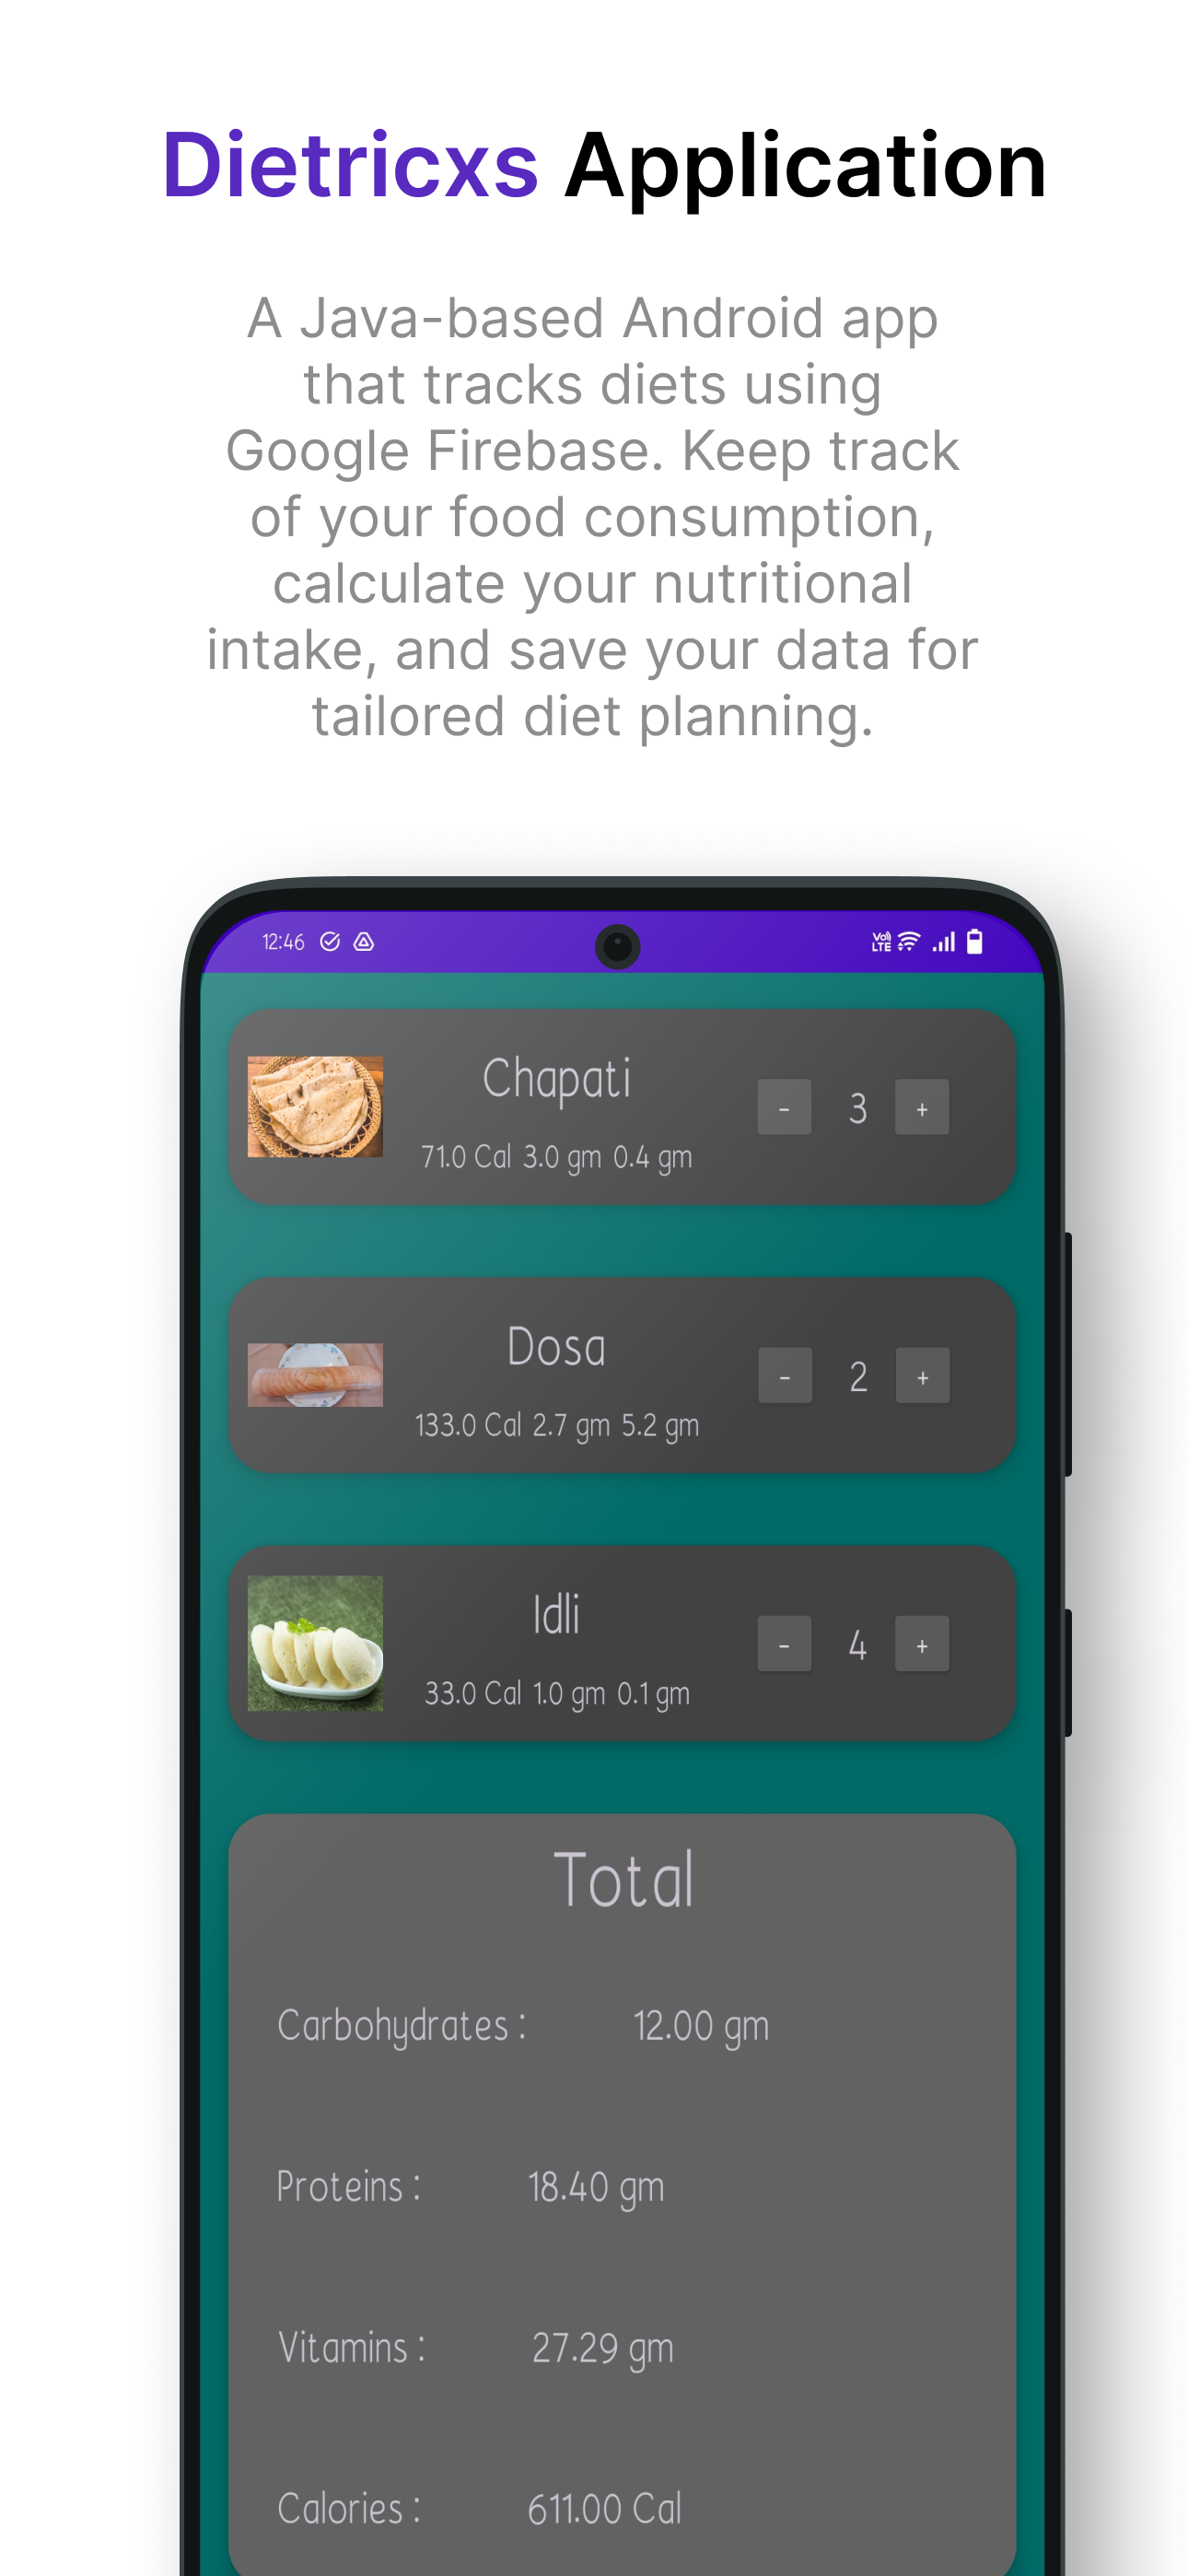 Dietricxs Application
A Java-based Android app
that tracks diets using
Google Firebase. Keep track
of your food consumption,
calculate your nutritional
intake, and save your data for
tailored diet planning.
12:46
Vo) LTE
Chapati
71.0 Cal 3.0 gm 0.4 gm
- 3 +
Dosa
133.0 Cal 2.7 gm 5.2 gm
- 2 +
Idli
33.0 Cal 1.0 gm 0.1 gm
- 4 +
Total
Carbohydrates : 12.00 gm
Proteins : 18.40 gm
Vitamins : 27.29 gm
Calories : 611.00 Cal